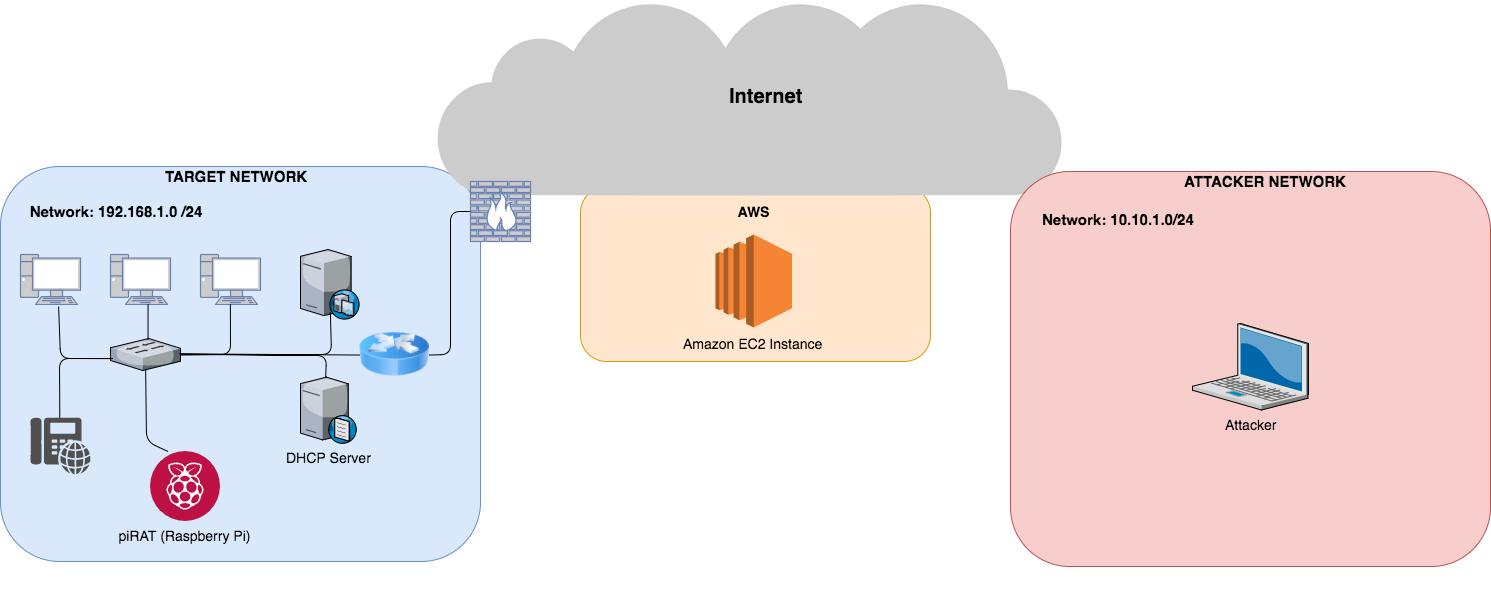 Internet
TARGET NETWORK
Network: 192.168.1.0 /24
DHCP Server
piRAT (Raspberry Pi)
AWS
Amazon EC2 Instance
ATTACKER NETWORK
Network: 10.10.1.0/24
Attacker